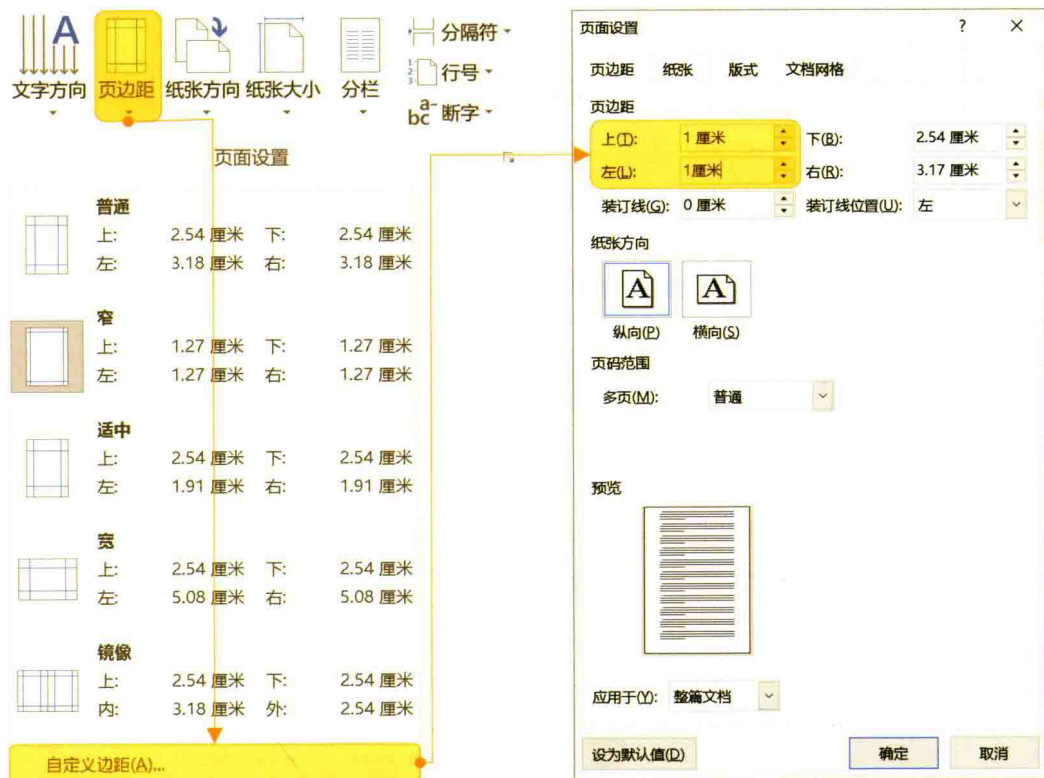 文字方向 页边距 纸张方向 纸张大小 分栏
分隔符
行号
断字
页面设置
普通
上: 2.54 厘米 下: 2.54 厘米
左: 3.18 厘米 右: 3.18 厘米
窄
上: 1.27 厘米 下: 1.27 厘米
左: 1.27 厘米 右: 1.27 厘米
适中
上: 2.54 厘米 下: 2.54 厘米
左: 1.91 厘米 右: 1.91 厘米
宽
上: 2.54 厘米 下: 2.54 厘米
左: 5.08 厘米 右: 5.08 厘米
镜像
上: 2.54 厘米 下: 2.54 厘米
内: 3.18 厘米 外: 2.54 厘米
自定义边距(A)...
页面设置 ? ×
页边距 纸张 版式 文档网格
页边距
上(T): 1 厘米 下(B): 2.54 厘米
左(L): 1厘米 右(R): 3.17 厘米
装订线(G): 0 厘米 装订线位置(U): 左
纸张方向
A A
纵向(P) 横向(S)
页码范围
多页(M): 普通
预览
应用于(Y): 整篇文档
设为默认值(D) 确定 取消